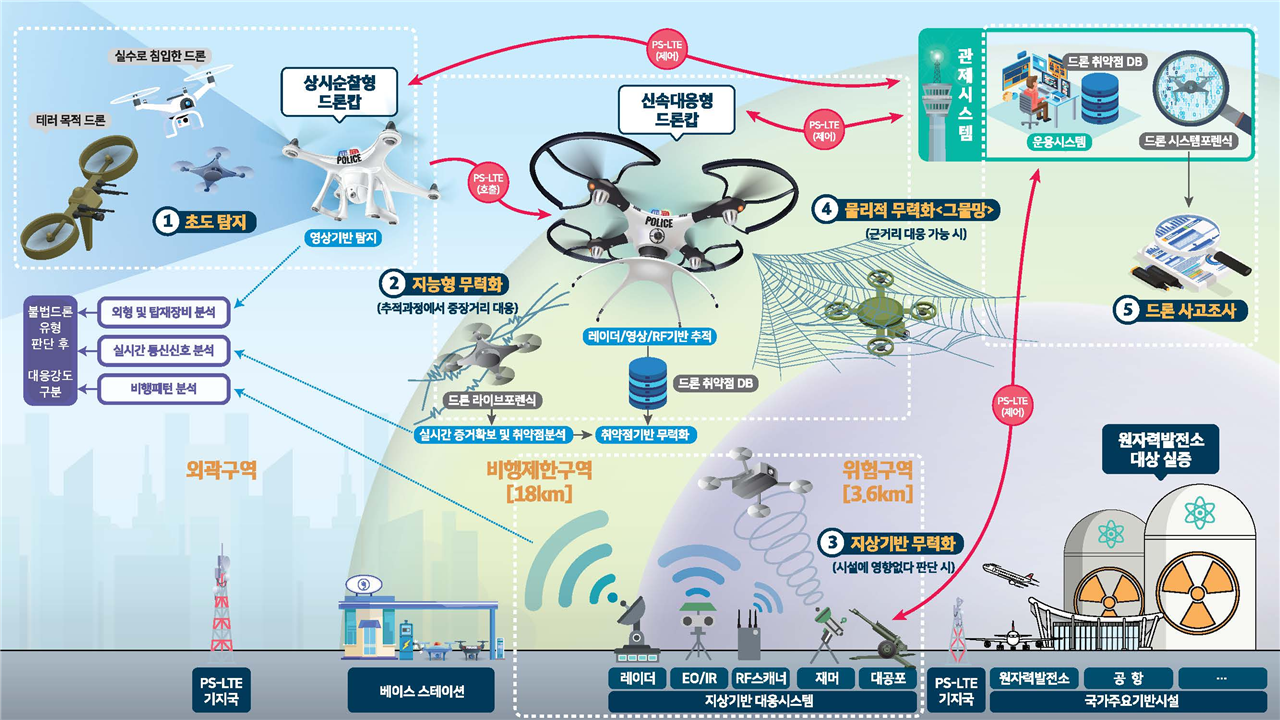 실수로 침입한 드론
테러 목적 드론
상시순찰형
드론캅
POLICE
① 초도 탐지
영상기반 탐지
PS-LTE
(제어)
PS-LTE
(호출)
신속대응형
드론캅
POLICE
PS-LTE
(제어)
관제시스템
드론 취약점 DB
운용시스템
드론 시스템포렌식
④ 물리적 무력화<그물망>
(근거리 대응 가능 시)
② 지능형 무력화
(추적과정에서 중장거리 대응)
⑤ 드론 사고조사
불법드론
유형
판단 후
대응강도
구분
외형 및 탑재장비 분석
실시간 통신신호 분석
비행패턴 분석
레이더/영상/RF기반 추적
드론 취약점 DB
드론 라이브포렌식
실시간 증거확보 및 취약점분석
취약점기반 무력화
PS-LTE
(제어)
원자력발전소
대상 실증
외곽구역
비행제한구역
[18km]
위험구역
[3.6km]
③ 지상기반 무력화
(시설에 영향없다 판단 시)
PS-LTE
기지국
베이스 스테이션
레이더
EO/IR
RF스캐너
재머
대공포
지상기반 대응시스템
PS-LTE
기지국
원자력발전소
공 항
...
국가주요기반시설